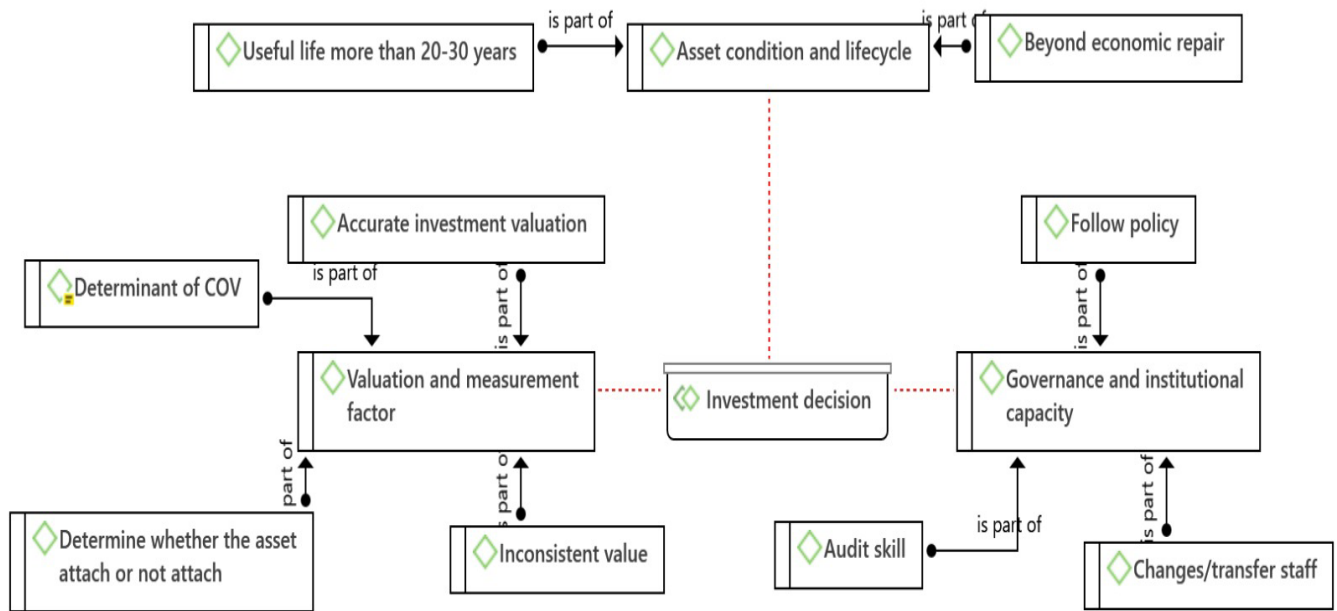 is part of
is part of
Useful life more than 20-30 years
Asset condition and lifecycle
Beyond economic repair
Accurate investment valuation
Follow policy
is part of
Determinant of COV
is part of
is part of
Valuation and measurement
factor
Investment decision
Governance and institutional
capacity
part of
is part of
is part of
is part of
Determine whether the asset
attach or not attach
Inconsistent value
Audit skill
Changes/transfer staff